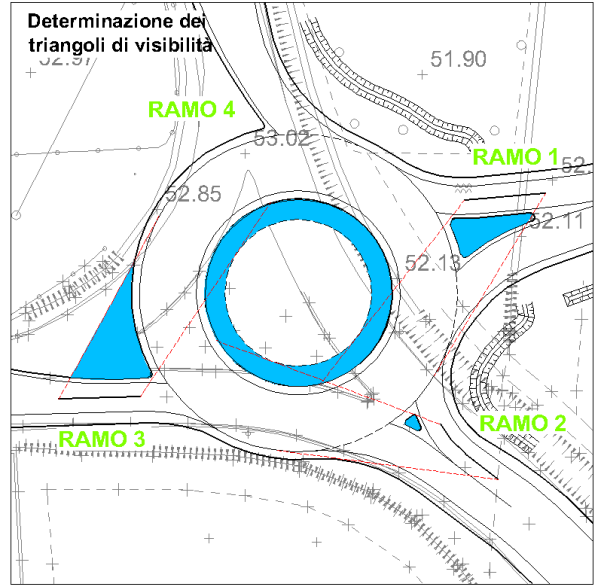 Determinazione dei
triangoli di visibilità
52.97
51.90
RAMO 4
53.02
RAMO 1
52.
52.85
52.11
52.13
RAMO 2
RAMO 3